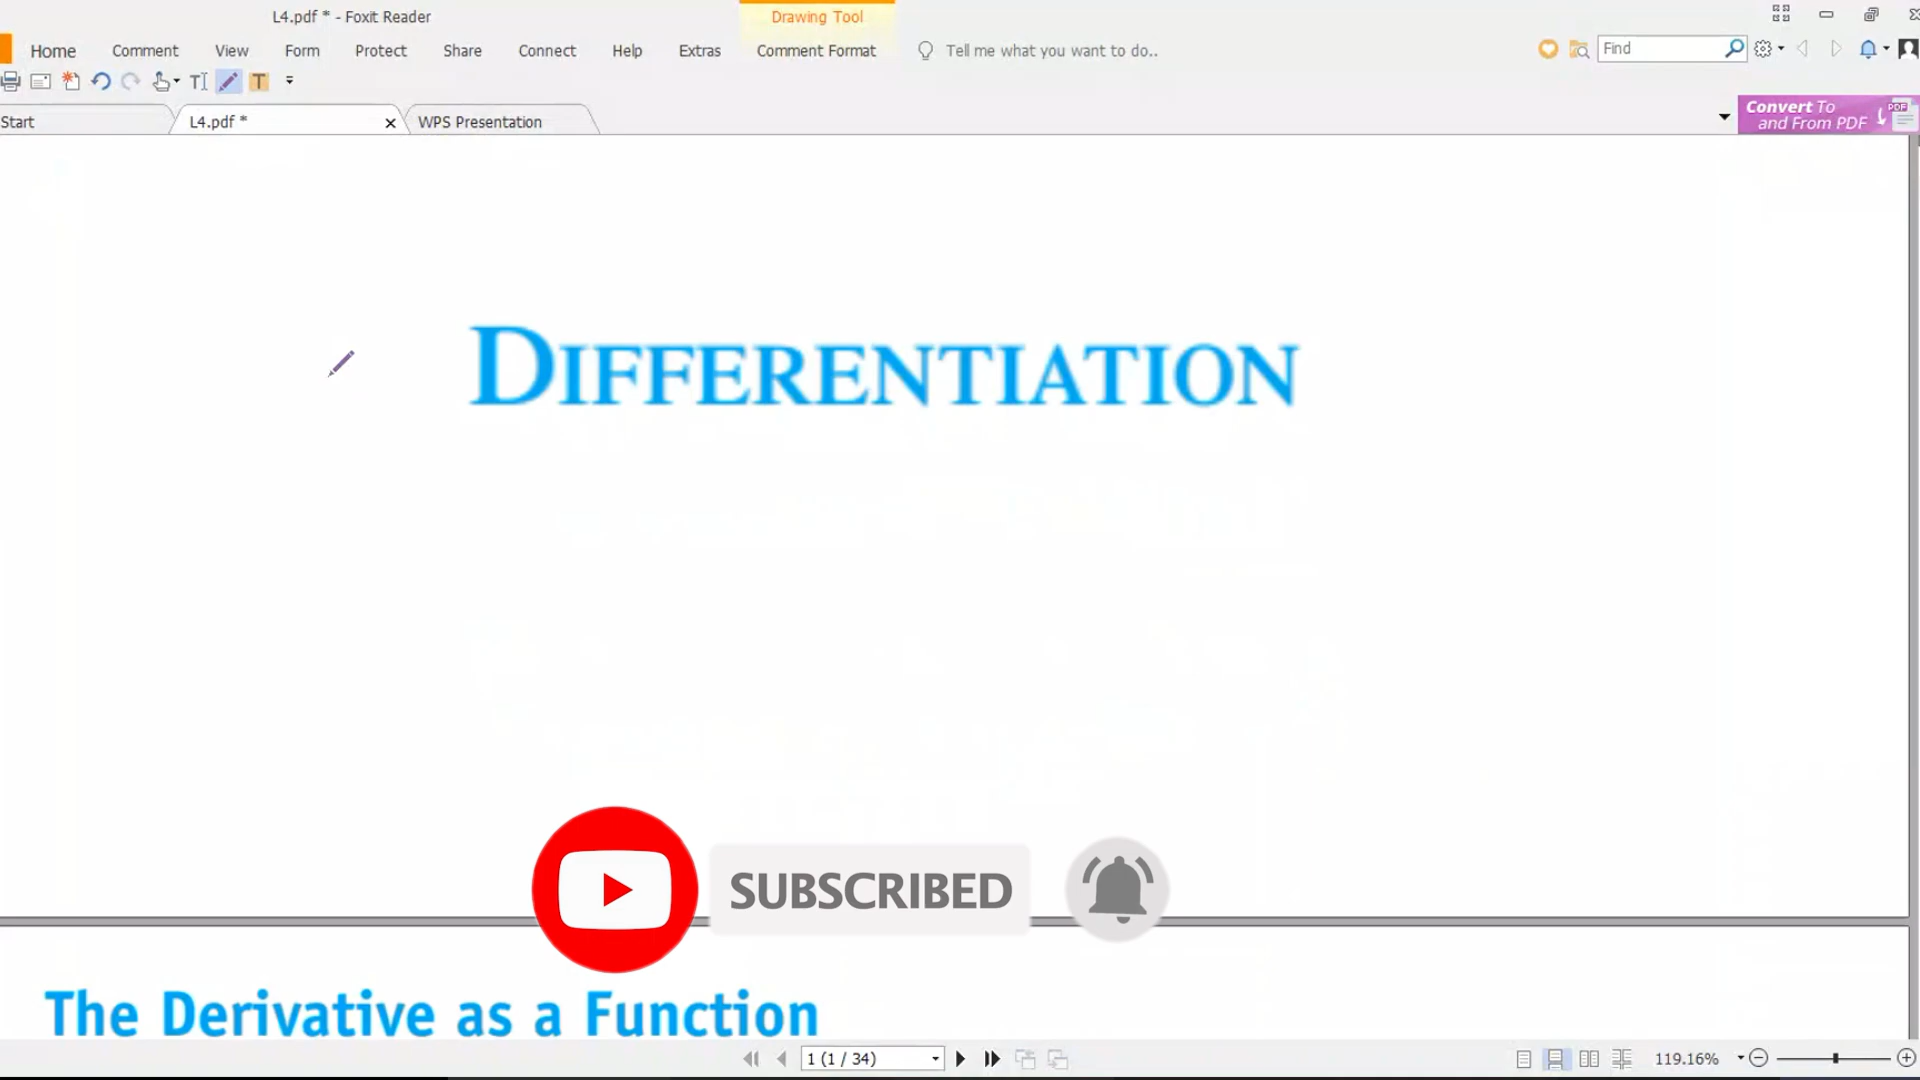 L4.pdf * - Foxit Reader
Drawing Tool
Home Comment View Form Protect Share Connect Help Extras Comment Format Tell me what you want to do.. Find
Start L4.pdf * WPS Presentation
Convert To
and From PDF
PDF
DIFFERENTIATION
SUBSCRIBED
The Derivative as a Function
1 (1 / 34)
119.16%